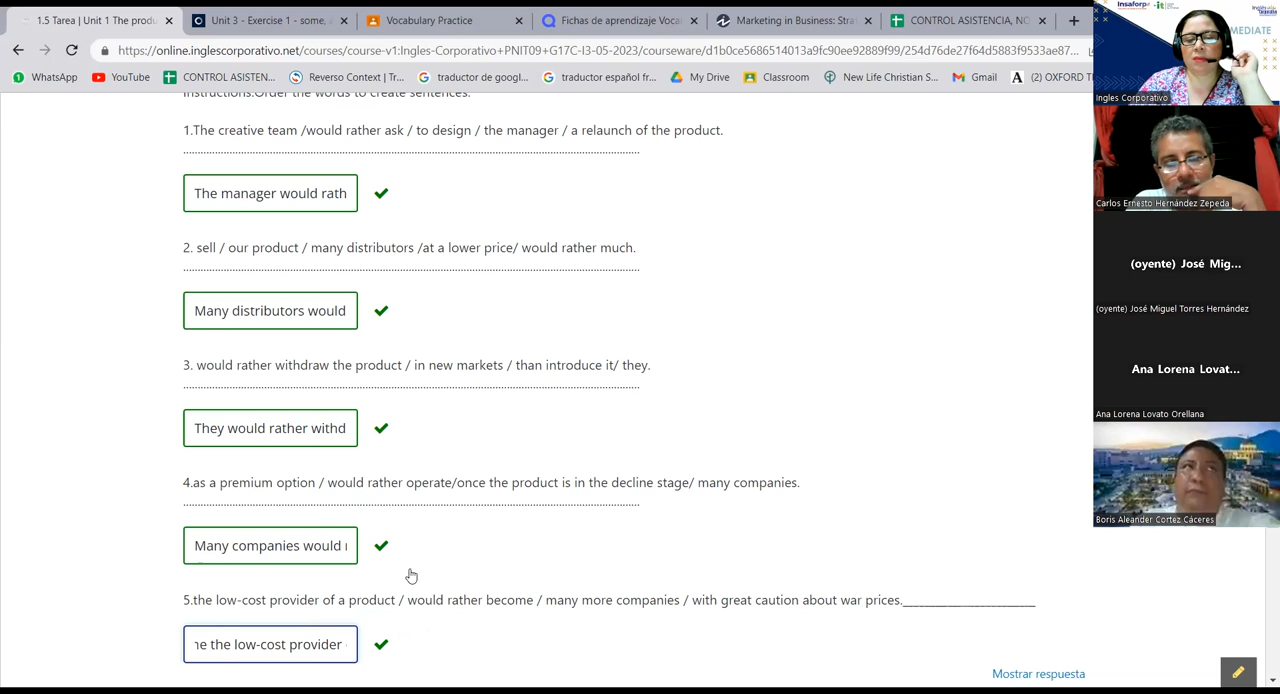 1.5 Tarea | Unit 1 The produ
Unit 3 - Exercise 1 - some, a
Vocabulary Practice
Fichas de aprendizaje Vocab
Marketing in Business: Stra
CONTROL ASISTENCIA, NO
https://online.inglescorporativo.net/courses/course-v1:Ingles-Corporativo+PNIT09+G17C-I3-05-2023/courseware/d1b0ce5686514013a9fc90ee92889f99/254d76de27f64d5383f9533ae87...
WhatsApp
YouTube
CONTROL ASISTEN...
Reverso Context | Tr...
traductor de googl...
traductor español fr...
My Drive
Classroom
New Life Christian S...
Gmail
(2) OXFORD T
Instructions:Order the words to create sentences.
1.The creative team /would rather ask / to design / the manager / a relaunch of the product.
The manager would rath
2. sell / our product / many distributors /at a lower price/ would rather much.
Many distributors would
3. would rather withdraw the product / in new markets / than introduce it/ they.
They would rather withd
4.as a premium option / would rather operate/once the product is in the decline stage/ many companies.
Many companies would r
5.the low-cost provider of a product / would rather become / many more companies / with great caution about war prices.
ne the low-cost provider
Mostrar respuesta
Insaforp
it
MEDIATE
Ingles Corporativo
Carlos Ernesto Hernández Zepeda
(oyente) José Mig...
(oyente) José Miguel Torres Hernández
Ana Lorena Lovat...
Ana Lorena Lovato Orellana
Boris Aleander Cortez Cáceres